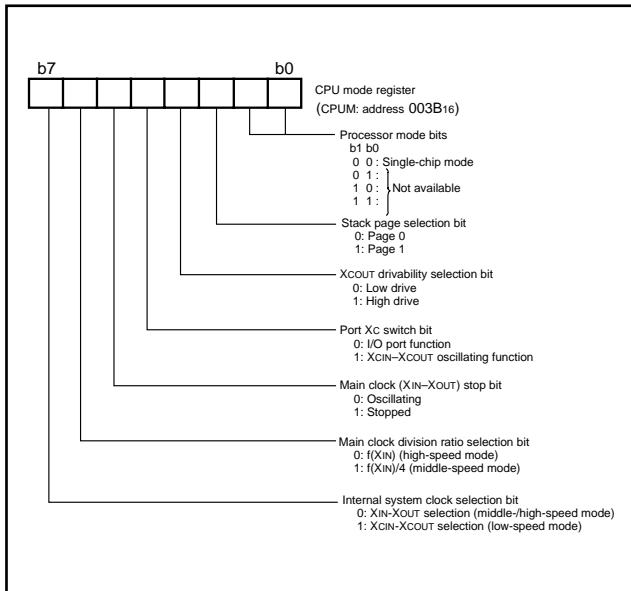 b7 b0
CPU mode register
(CPUM: address 003B16)
Processor mode bits
b1 b0
0 0 : Single-chip mode
0 1 :
1 0 : Not available
1 1 :
Stack page selection bit
0: Page 0
1: Page 1
XCOUT drivability selection bit
0: Low drive
1: High drive
Port XC switch bit
0: I/O port function
1: XCIN–XCOUT oscillating function
Main clock (XIN–XOUT) stop bit
0: Oscillating
1: Stopped
Main clock division ratio selection bit
0: f(XIN) (high-speed mode)
1: f(XIN)/4 (middle-speed mode)
Internal system clock selection bit
0: XIN-XOUT selection (middle-/high-speed mode)
1: XCIN-XCOUT selection (low-speed mode)